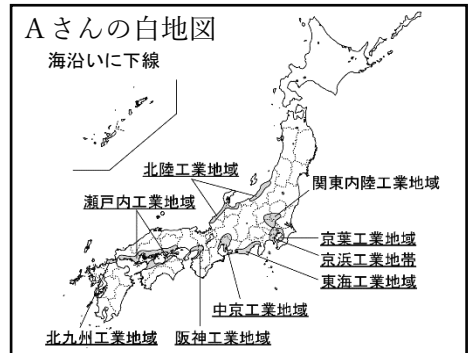 Aさんの白地図
海沿いに下線
北陸工業地域
関東内陸工業地域
瀬戸内工業地域
京葉工業地域
京浜工業地帯
東海工業地域
中京工業地域
北九州工業地域
阪神工業地域